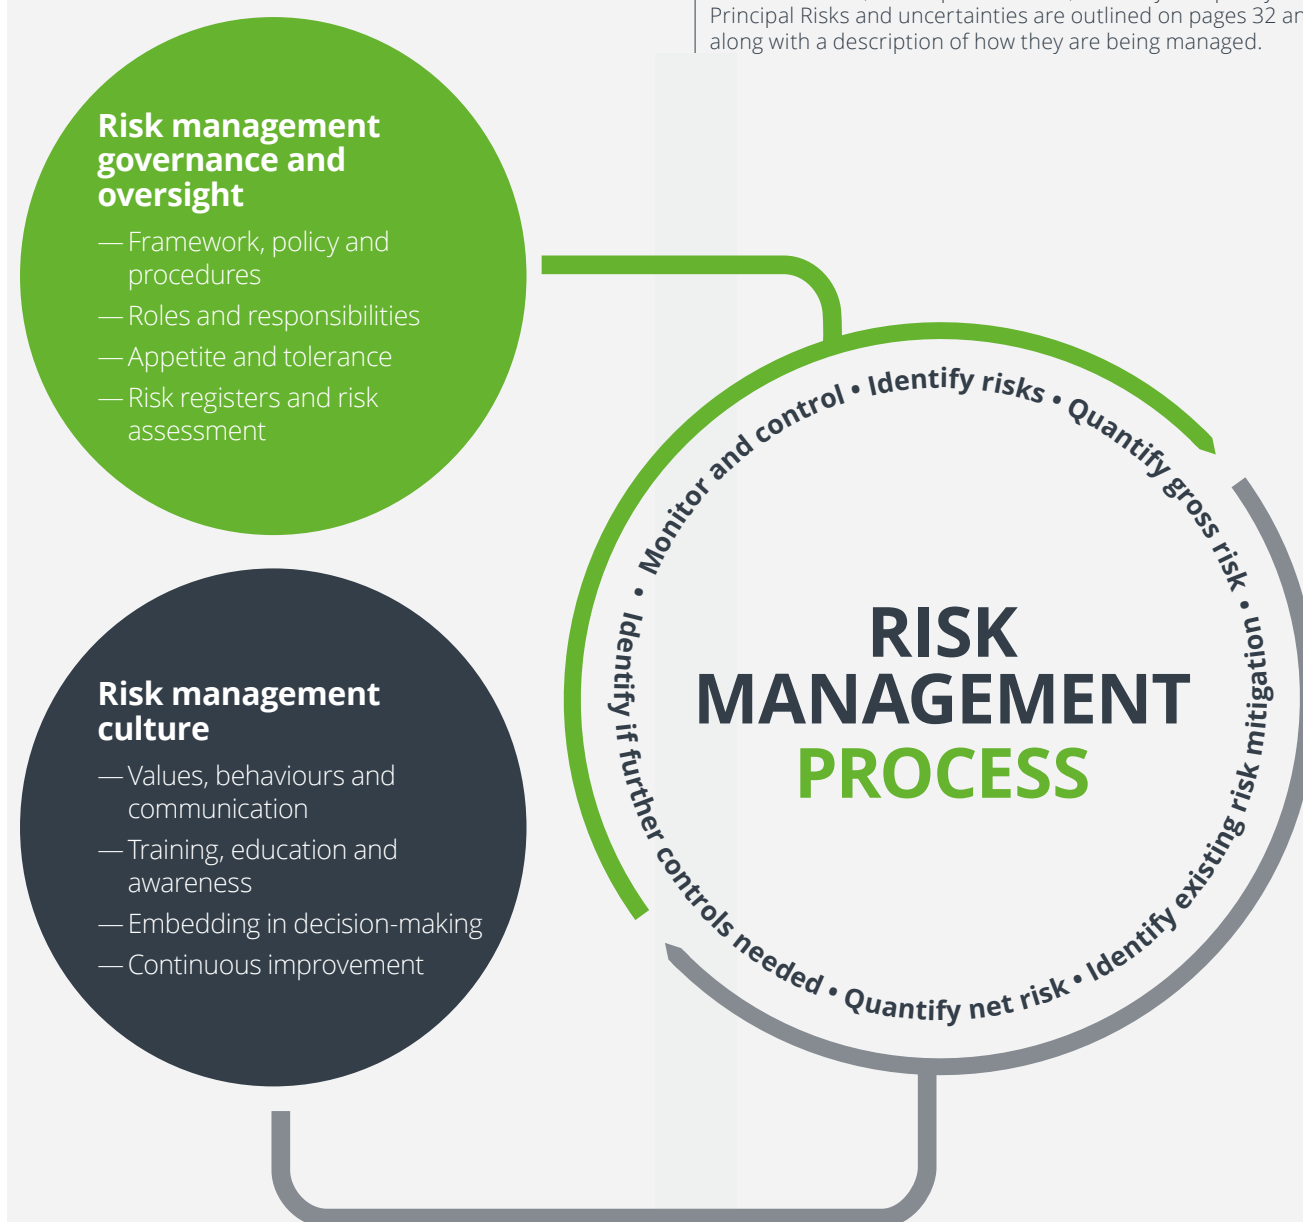 Principal Risks and uncertainties are outlined on pages 32
along with a description of how they are being managed.
Risk management
governance and
oversight
— Framework, policy and
procedures
— Roles and responsibilities
— Appetite and tolerance
— Risk registers and risk
assessment
Risk management
culture
— Values, behaviours and
communication
— Training, education and
awareness
— Embedding in decision-making
— Continuous improvement
• Monitor and control • Identify risks • Quantify gross risk • Identify existing risk mitigation • Quantify net risk • Identify if further controls needed
RISK
MANAGEMENT
PROCESS